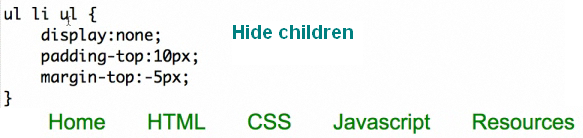 ul li ul {
display:none;
padding-top:10px;
margin-top:-5px;
}
Hide children
Home HTML CSS Javascript Resources